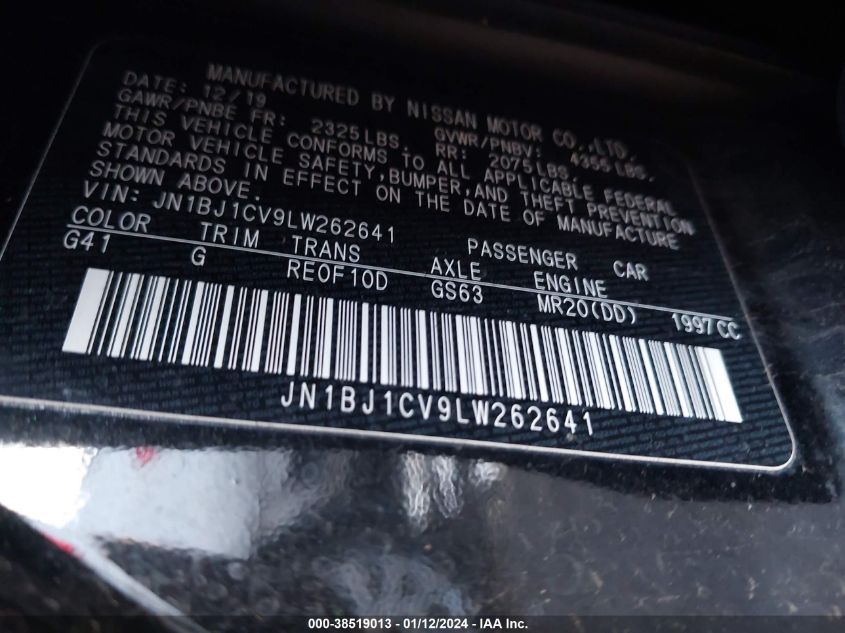 MANUFACTURED BY NISSAN MOTOR CO.,LTD.
DATE: 12/19 GVWR/PNBV: 4355 LBS.
GAWR/PNBE FR: 2325LBS. RR: 2075LBS.
THIS VEHICLE CONFORMS TO ALL APPLICABLE FEDERAL
MOTOR VEHICLE SAFETY,BUMPER,AND THEFT PREVENTION
STANDARDS IN EFFECT ON THE DATE OF MANUFACTURE
SHOWN ABOVE.
VIN: JN1BJ1CV9LW262641 PASSENGER CAR
COLOR TRIM TRANS AXLE ENGINE
G41 G RE0F10D GS63 MR20(DD) 1997CC
JN1BJ1CV9LW262641
000-38519013 - 01/12/2024 - IAA Inc.